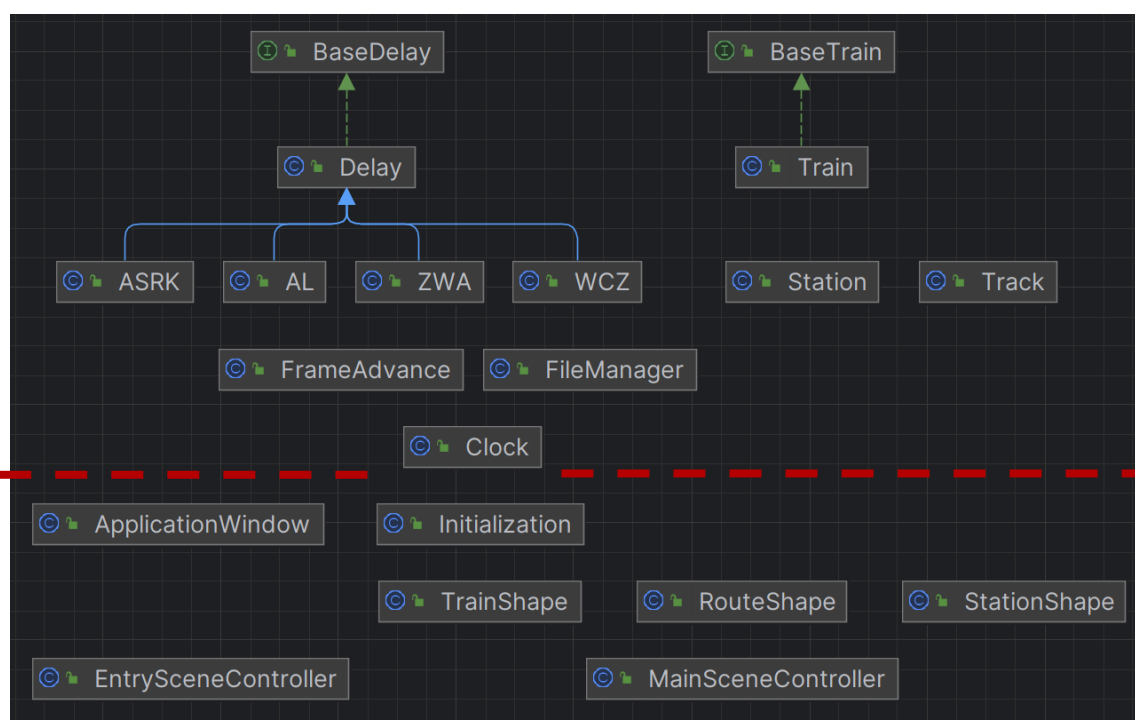 BaseDelay BaseTrain
Delay Train
ASRK AL ZWA WCZ Station Track
FrameAdvance FileManager
Clock
ApplicationWindow Initialization
TrainShape RouteShape StationShape
EntrySceneController MainSceneController